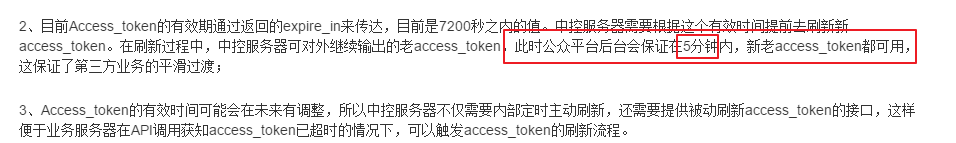 2、目前Access_token的有效期通过返回的expire_in来传达，目前是7200秒之内的值。中控服务器需要根据这个有效时间提前去刷新新
access_token。在刷新过程中，中控服务器可对外继续输出的老access_token，此时公众平台后台会保证在5分钟内，新老access_token都可用，
这保证了第三方业务的平滑过渡；
3、Access_token的有效时间可能会在未来有调整，所以中控服务器不仅需要内部定时主动刷新，还需要提供被动刷新access_token的接口，这样
便于业务服务器在API调用获知access_token已超时的情况下，可以触发access_token的刷新流程。